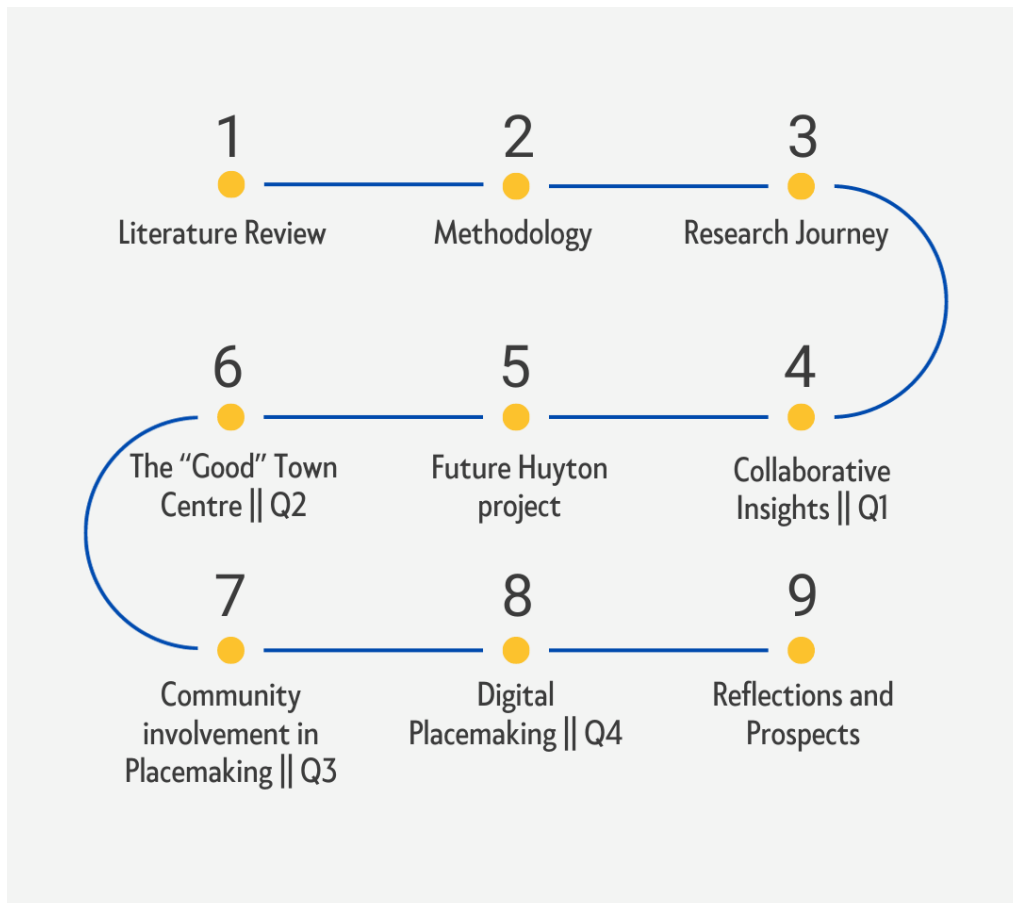 1 2 3
Literature Review Methodology Research Journey
6 5 4
The “Good” Town
Centre || Q2
Future Huyton
project
Collaborative
Insights || Q1
7 8 9
Community
involvement in
Placemaking || Q3
Digital
Placemaking || Q4
Reflections and
Prospects